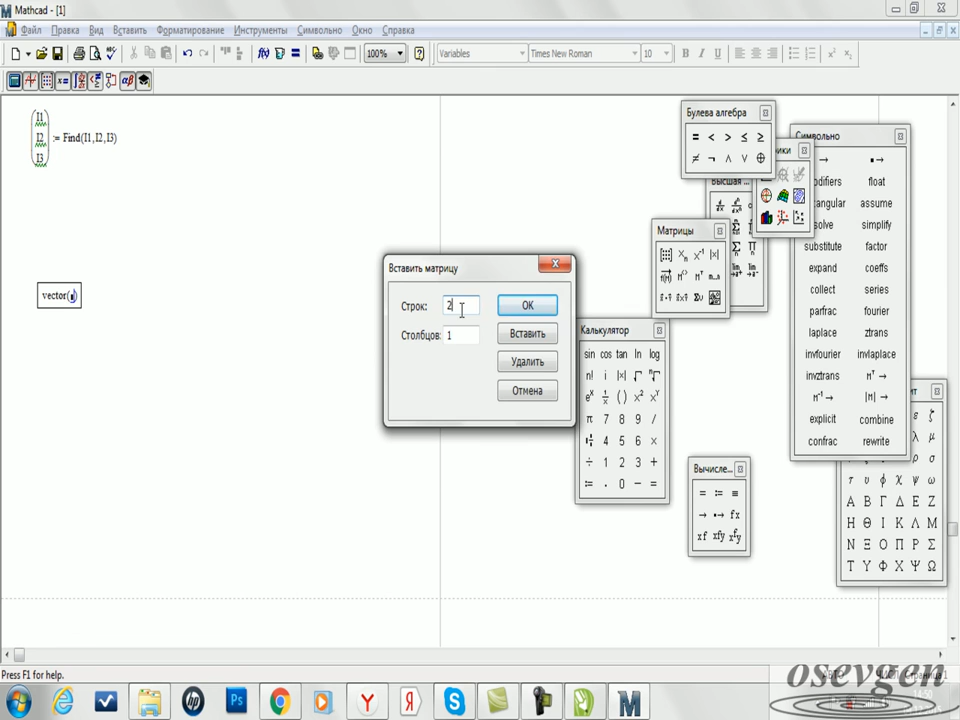 Mathcad - [1]
Файл Правка Вид Вставить Форматирование Инструменты Символьно Окно Справка
100% Variables Times New Roman 10 B I U
I1
I2 := Find(I1,I2,I3)
I3
vector(
Вставить матрицу
Строк: 2 OK
Столбцов: 1 Вставить
Удалить
Отмена
Булева алгебра
= < > ≤ ≥
≠ ¬ ∧ ∨ ⊕
Матрицы
Калькулятор
sin cos tan ln log
n! i |x|
π 7 8 9 /
4 5 6 ×
÷ 1 2 3 +
:= . 0 − =
Вычисле...
= := ≡
→ fx
xf xfy xfy
Символьно
float
assume
solve simplify
substitute factor
expand coeffs
collect series
parfrac fourier
laplace ztrans
invfourier invlaplace
invztrans Mᵀ →
M⁻¹ → |M| →
explicit combine
confrac rewrite
τ υ ϕ χ ψ ω
Α Β Γ Δ Ε Ζ
Η Θ Ι Κ Λ Μ
Ν Ξ Ο Π Ρ Σ
Τ Υ Φ Χ Ψ Ω
Press F1 for help.
osevgen